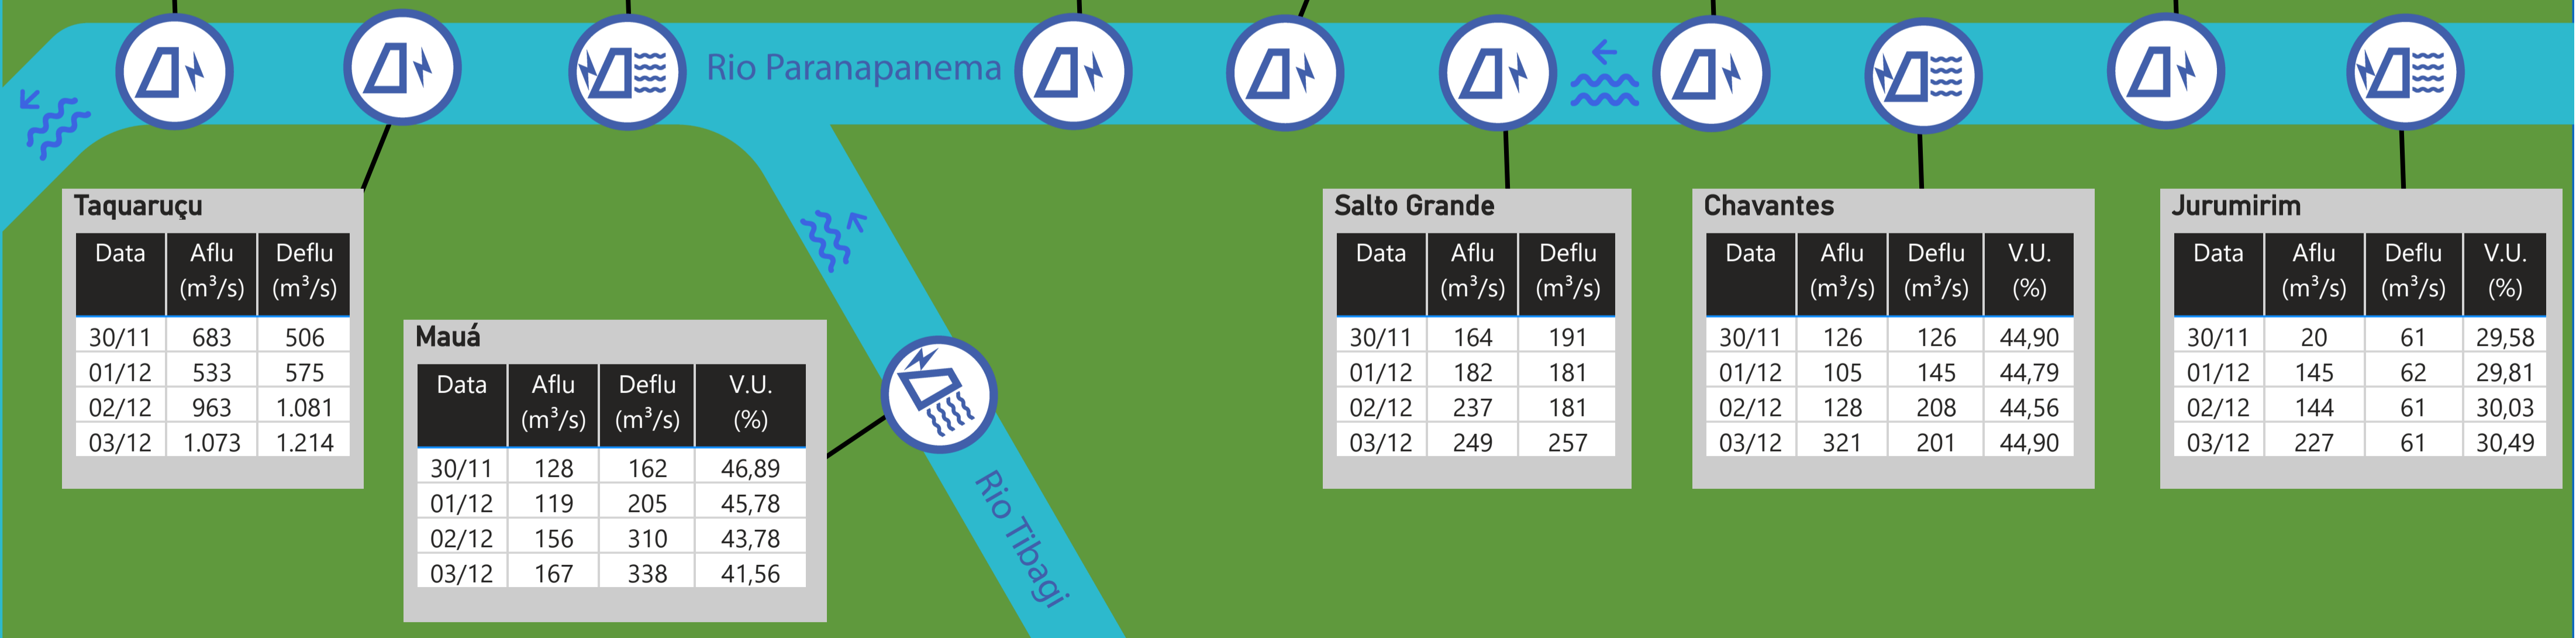 Rio Paranapanema
Taquaruçu
Data Aflu (m³/s) Deflu (m³/s)
30/11 683 506
01/12 533 575
02/12 963 1.081
03/12 1.073 1.214
Mauá
Data Aflu (m³/s) Deflu (m³/s) V.U. (%)
30/11 128 162 46,89
01/12 119 205 45,78
02/12 156 310 43,78
03/12 167 338 41,56
Rio Tibagi
Salto Grande
Data Aflu (m³/s) Deflu (m³/s)
30/11 164 191
01/12 182 181
02/12 237 181
03/12 249 257
Chavantes
Data Aflu (m³/s) Deflu (m³/s) V.U. (%)
30/11 126 126 44,90
01/12 105 145 44,79
02/12 128 208 44,56
03/12 321 201 44,90
Jurumirim
Data Aflu (m³/s) Deflu (m³/s) V.U. (%)
30/11 20 61 29,58
01/12 145 62 29,81
02/12 144 61 30,03
03/12 227 61 30,49